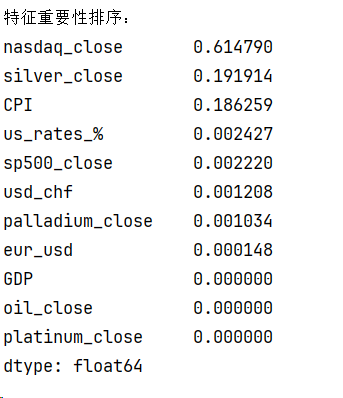 特征重要性排序：
nasdaq_close 0.614790
silver_close 0.191914
CPI 0.186259
us_rates_% 0.002427
sp500_close 0.002220
usd_chf 0.001208
palladium_close 0.001034
eur_usd 0.000148
GDP 0.000000
oil_close 0.000000
platinum_close 0.000000
dtype: float64